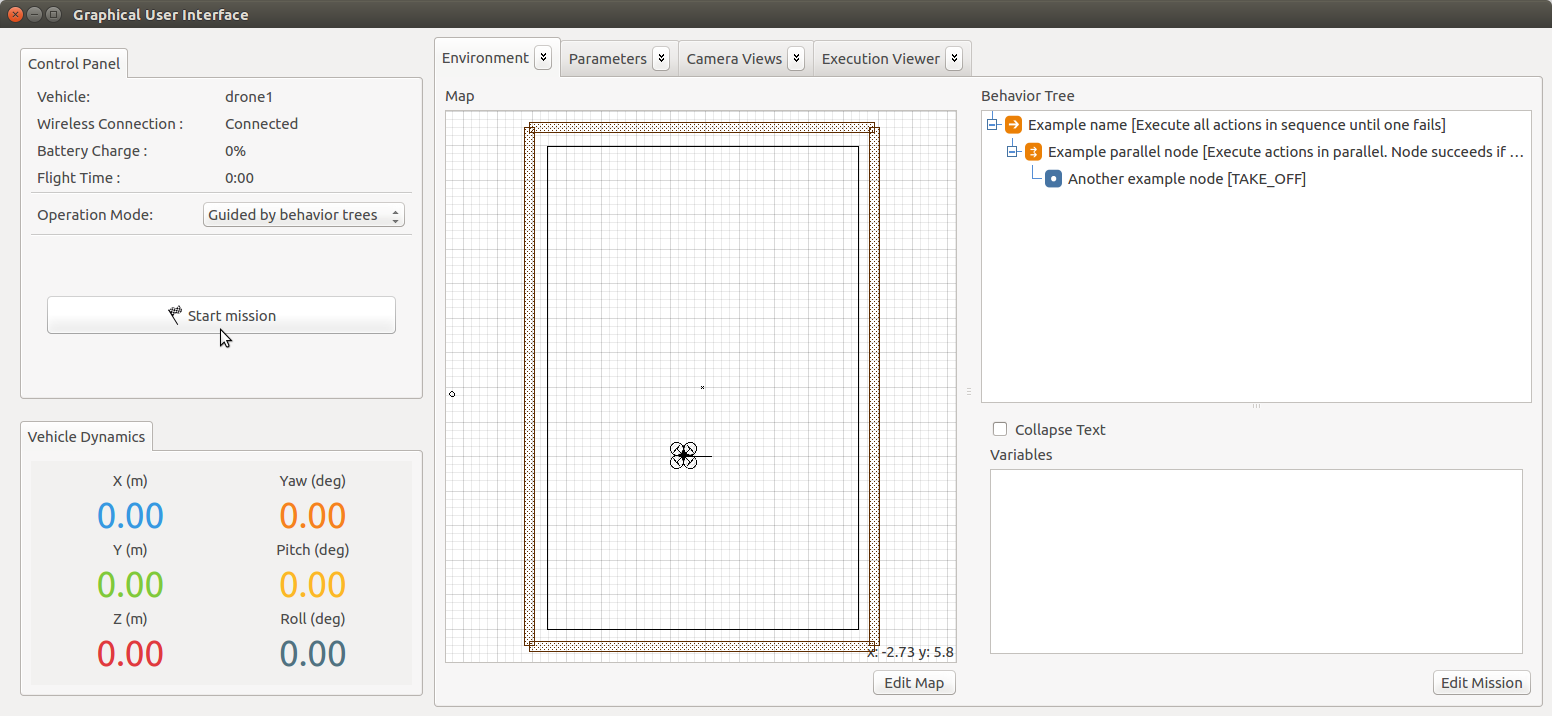 Graphical User Interface
Control Panel
Vehicle: drone1
Wireless Connection : Connected
Battery Charge : 0%
Flight Time : 0:00
Operation Mode: Guided by behavior trees
Start mission
Vehicle Dynamics
X (m) Yaw (deg)
0.00 0.00
Y (m) Pitch (deg)
0.00 0.00
Z (m) Roll (deg)
0.00 0.00
Environment Parameters Camera Views Execution Viewer
Map
x: -2.73 y: 5.8
Edit Map
Behavior Tree
Example name [Execute all actions in sequence until one fails]
Example parallel node [Execute actions in parallel. Node succeeds if ...
Another example node [TAKE_OFF]
Collapse Text
Variables
Edit Mission